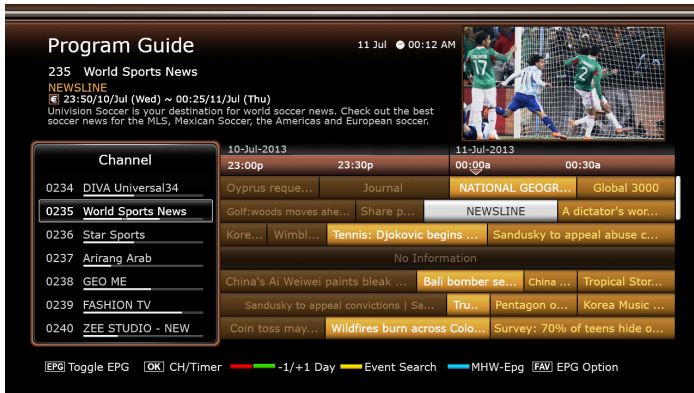 Program Guide
11 Jul 00:12 AM
235 World Sports News
NEWSLINE
€ 23:50/10/Jul (Wed) ~ 00:25/11/Jul (Thu)
Univision Soccer is your destination for world soccer news. Check out the best
soccer news for the MLS, Mexican Soccer, the Americas and European soccer.
Channel
10-Jul-2013 11-Jul-2013
23:00p 23:30p 00:00a 00:30a
0234 DIVA Universal34 Oyprus reque... Journal NATIONAL GEOGR... Global 3000
0235 World Sports News Golf:woods moves ahe... Share p... NEWSLINE A dictator's wor...
0236 Star Sports Kore... Wimbl... Tennis: Djokovic begins ... Sandusky to appeal abuse c...
0237 Arirang Arab No Information
0238 GEO ME China's Ai Weiwei paints bleak ... Bali bomber se... China ... Tropical Stor...
0239 FASHION TV Sandusky to appeal convictions | Sa... Tru.. Pentagon o... Korea Music ...
0240 ZEE STUDIO - NEW Coin toss may... Wildfires burn across Colo... Survey: 70% of teens hide o...
EPG Toggle EPG OK CH/Timer -1/+1 Day Event Search MHW-Epg FAV EPG Option